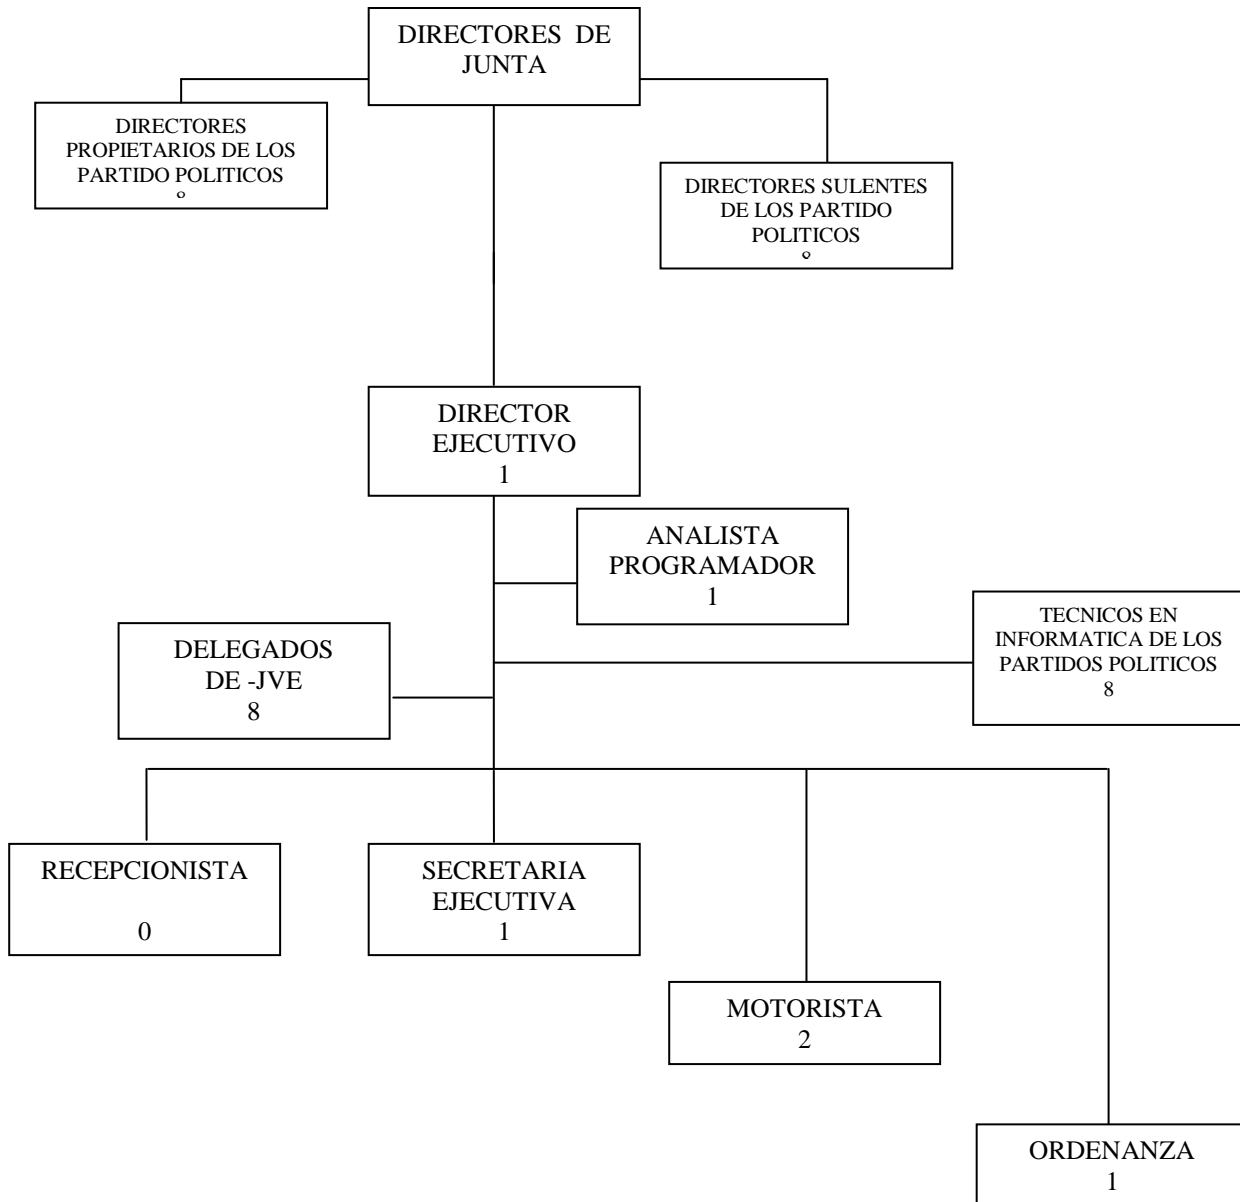 DIRECTORES DE
JUNTA
DIRECTORES
PROPIETARIOS DE LOS
PARTIDO POLITICOS
DIRECTORES SULENTES
DE LOS PARTIDO
POLITICOS
DIRECTOR
EJECUTIVO
1
ANALISTA
PROGRAMADOR
1
TECNICOS EN
INFORMATICA DE LOS
PARTIDOS POLITICOS
8
DELEGADOS
DE -JVE
8
RECEPCIONISTA
0
SECRETARIA
EJECUTIVA
1
MOTORISTA
2
ORDENANZA
1